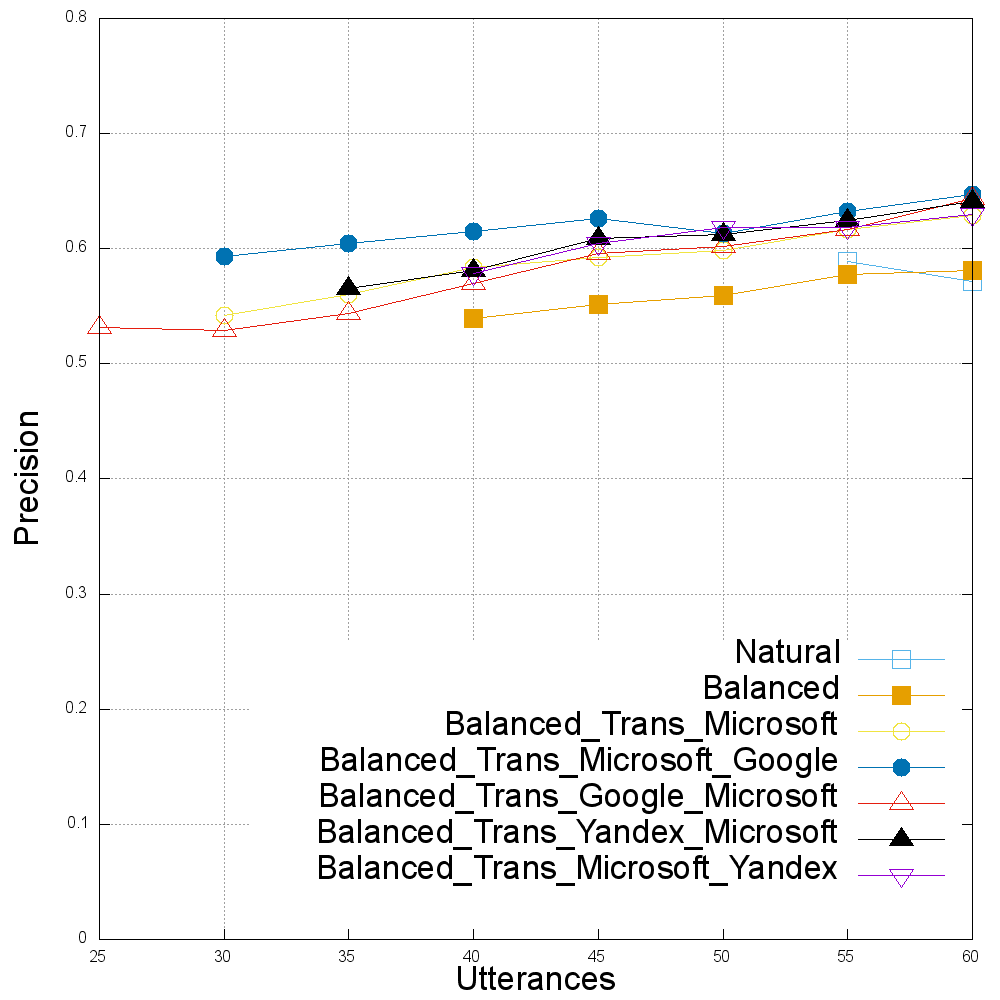 0.8
0.7
0.6
0.5
0.4
0.3
0.2
0.1
0
Precision
Natural
Balanced
Balanced_Trans_Microsoft
Balanced_Trans_Microsoft_Google
Balanced_Trans_Google_Microsoft
Balanced_Trans_Yandex_Microsoft
Balanced_Trans_Microsoft_Yandex
25 30 35 40 45 50 55 60
Utterances